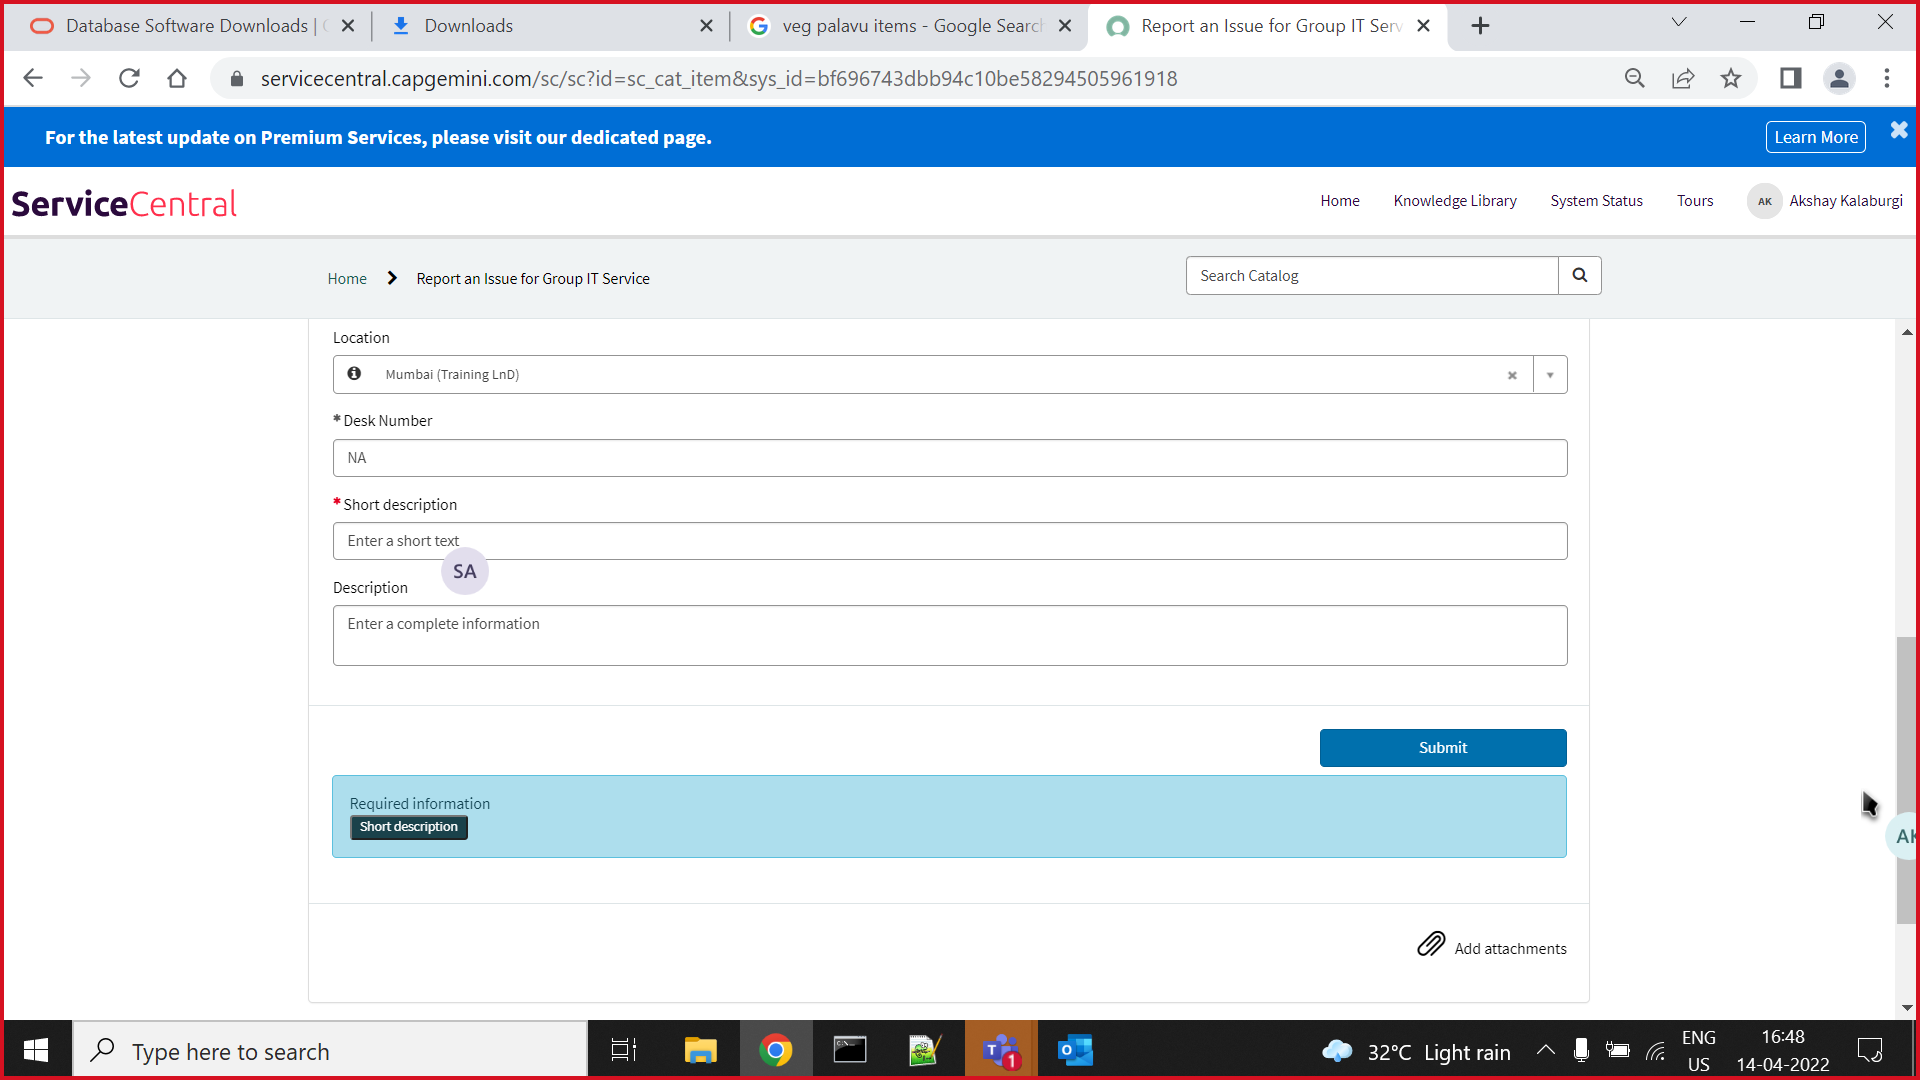 Database Software Downloads |
Downloads
veg palavu items - Google Search
Report an Issue for Group IT Serv
servicecentral.capgemini.com/sc/sc?id=sc_cat_item&sys_id=bf696743dbb94c10be58294505961918
For the latest update on Premium Services, please visit our dedicated page.
Learn More
ServiceCentral
Home
Knowledge Library
System Status
Tours
AK
Akshay Kalaburgi
Home
Report an Issue for Group IT Service
Search Catalog
Location
Mumbai (Training LnD)
* Desk Number
NA
* Short description
Enter a short text
SA
Description
Enter a complete information
Submit
Required information
Short description
AK
Add attachments
Type here to search
1
32°C Light rain
ENG
US
16:48
14-04-2022